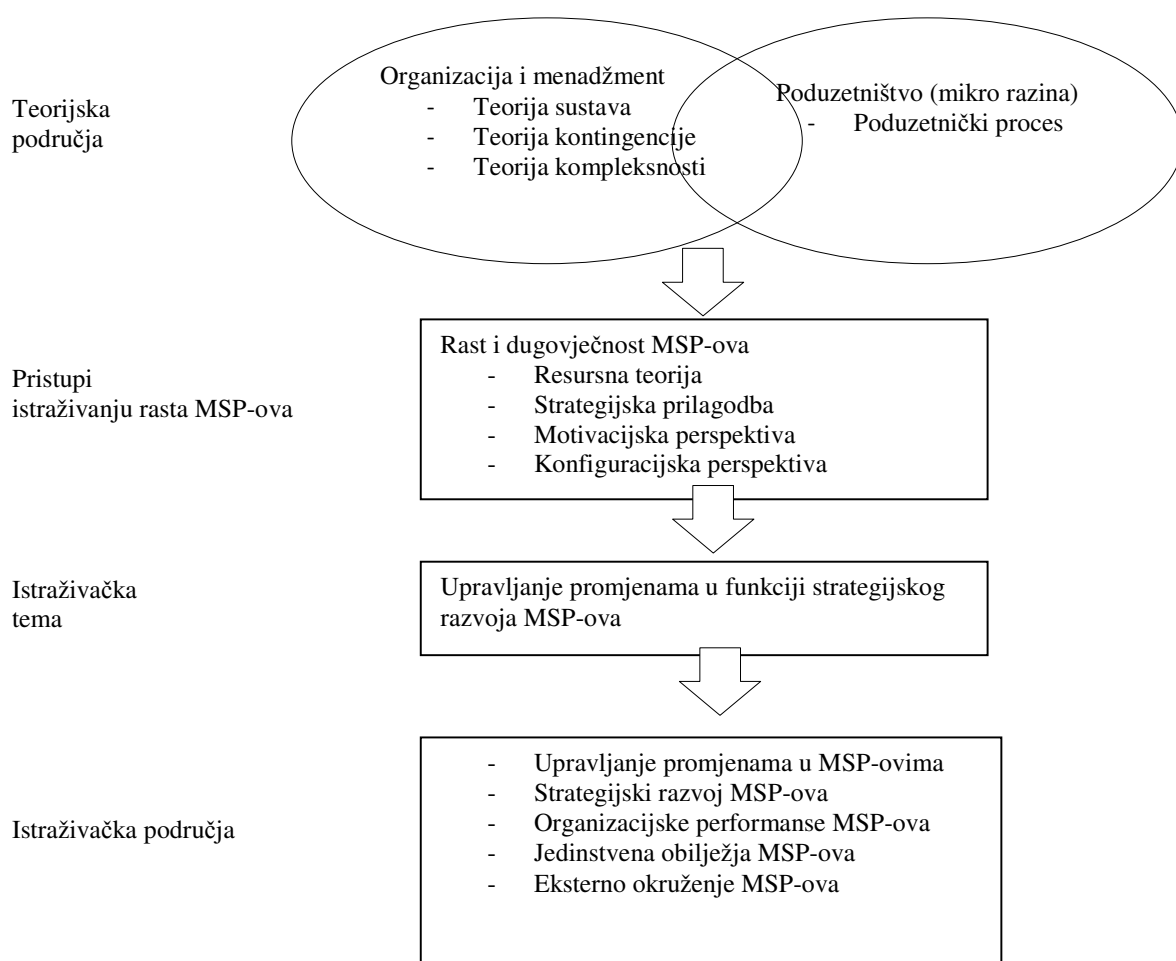 Teorijska
područja
Organizacija i menadžment
- Teorija sustava
- Teorija kontingencije
- Teorija kompleksnosti
Poduzetništvo (mikro razina)
- Poduzetnički proces
Pristupi
istraživanju rasta MSP-ova
Rast i dugovječnost MSP-ova
- Resursna teorija
- Strategijska prilagodba
- Motivacijska perspektiva
- Konfiguracijska perspektiva
Istraživačka
tema
Upravljanje promjenama u funkciji strategijskog
razvoja MSP-ova
Istraživačka područja
- Upravljanje promjenama u MSP-ovima
- Strategijski razvoj MSP-ova
- Organizacijske performanse MSP-ova
- Jedinstvena obilježja MSP-ova
- Eksterno okruženje MSP-ova